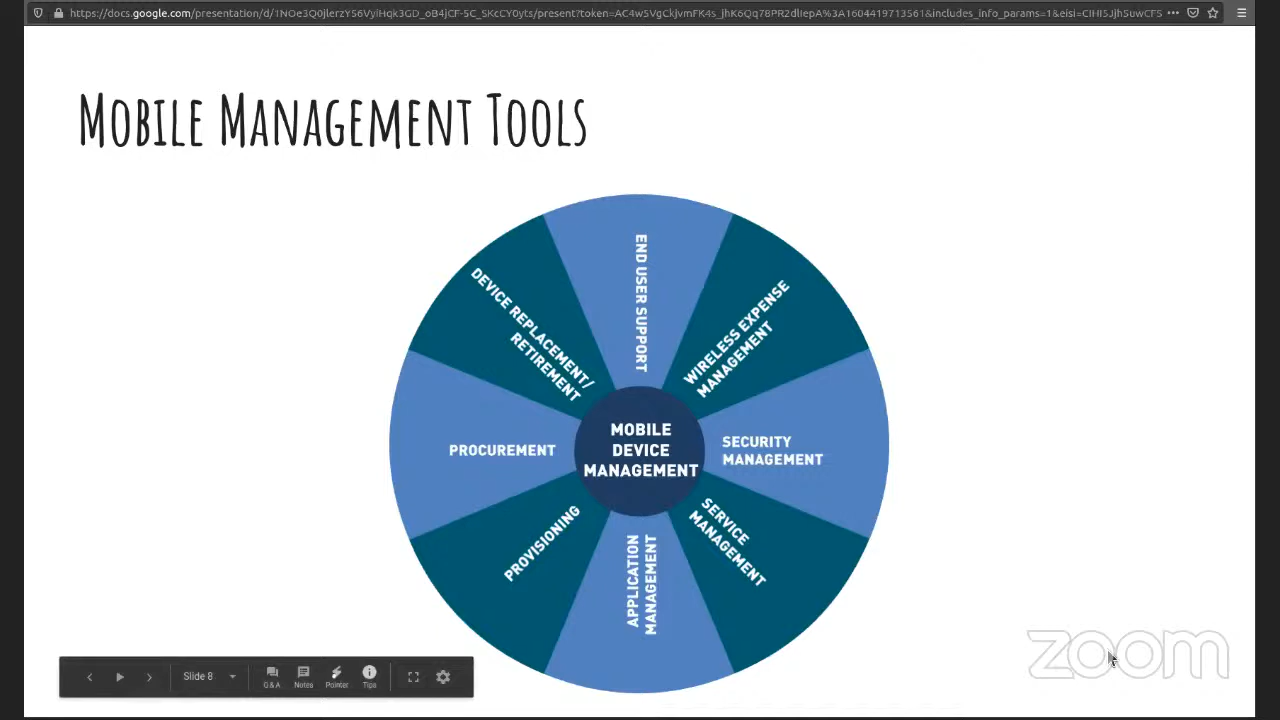 MOBILE MANAGEMENT TOOLS
END USER SUPPORT
WIRELESS EXPENSE
MANAGEMENT
SECURITY
MANAGEMENT
SERVICE
MANAGEMENT
APPLICATION
MANAGEMENT
PROVISIONING
PROCUREMENT
DEVICE REPLACEMENT/
RETIREMENT
MOBILE
DEVICE
MANAGEMENT
Slide 8
Q&A
Notes
Pointer
Tips
zoom